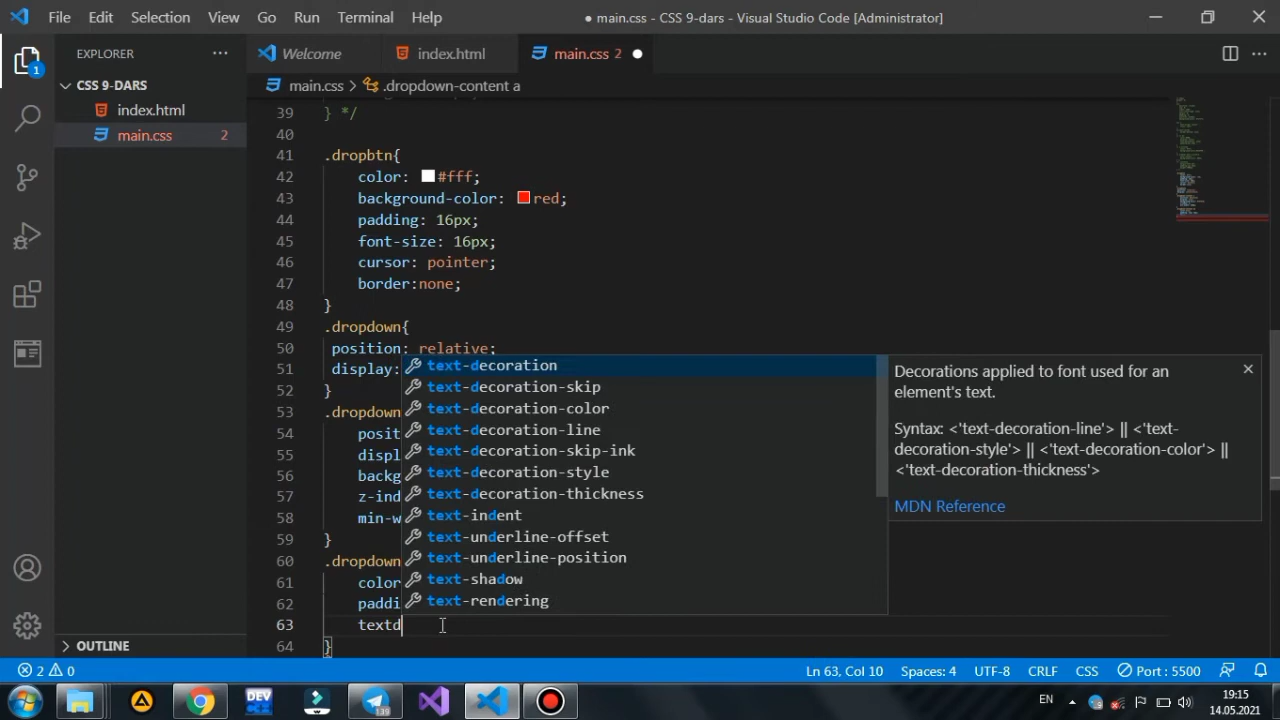 File Edit Selection View Go Run Terminal Help
● main.css - CSS 9-dars - Visual Studio Code [Administrator]
EXPLORER
Welcome
index.html
main.css 2
CSS 9-DARS
main.css > .dropdown-content a
index.html
main.css 2
39 } */
40
41 .dropbtn{
42 color: #fff;
43 background-color: red;
44 padding: 16px;
45 font-size: 16px;
46 cursor: pointer;
47 border:none;
48 }
49 .dropdown{
50 position: relative;
51 display:
52 }
53 .dropdown
54 posit
55 displ
56 backg
57 z-ind
58 min-w
59 }
60 .dropdown
61 color
62 paddi
63 textd
64 }
text-decoration
text-decoration-skip
text-decoration-color
text-decoration-line
text-decoration-skip-ink
text-decoration-style
text-decoration-thickness
text-indent
text-underline-offset
text-underline-position
text-shadow
text-rendering
Decorations applied to font used for an
element's text.
Syntax: <'text-decoration-line'> || <'text-
decoration-style'> || <'text-decoration-color'> ||
<'text-decoration-thickness'>
MDN Reference
1
OUTLINE
2 0
Ln 63, Col 10 Spaces: 4 UTF-8 CRLF CSS Port : 5500
DEV
139
EN
19:15
14.05.2021